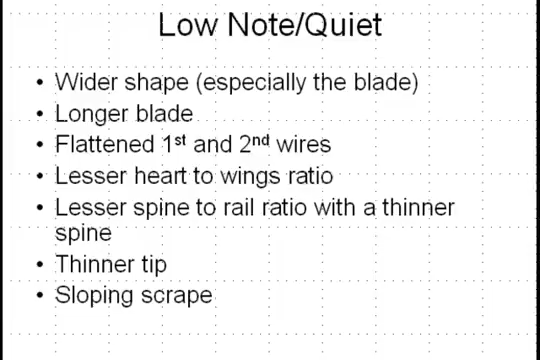 Low Note/Quiet
• Wider shape (especially the blade)
• Longer blade
• Flattened 1st and 2nd wires
• Lesser heart to wings ratio
• Lesser spine to rail ratio with a thinner
spine
• Thinner tip
• Sloping scrape